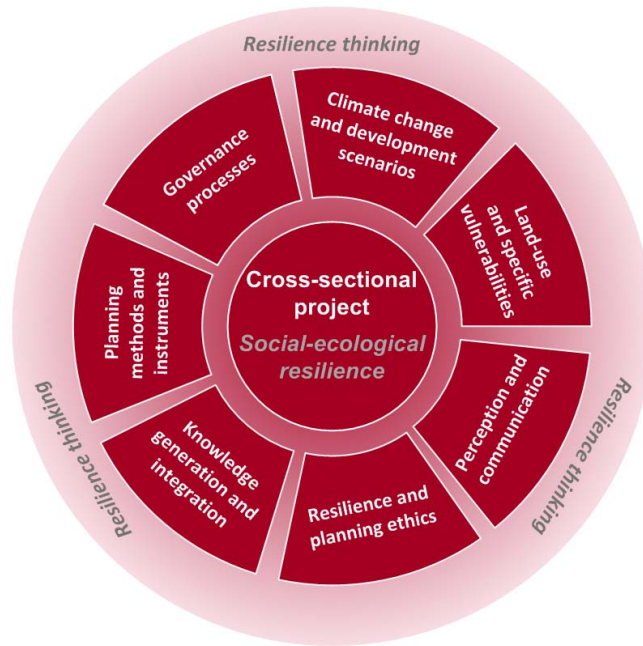 Resilience thinking
Climate change
and development
scenarios
Land-use
and specific
vulnerabilities
Perception and
communication
Resilience and
planning ethics
Knowledge
generation and
integration
Planning
methods and
instruments
Governance
processes
Cross-sectional
project
Social-ecological
resilience
Resilience thinking
Resilience thinking